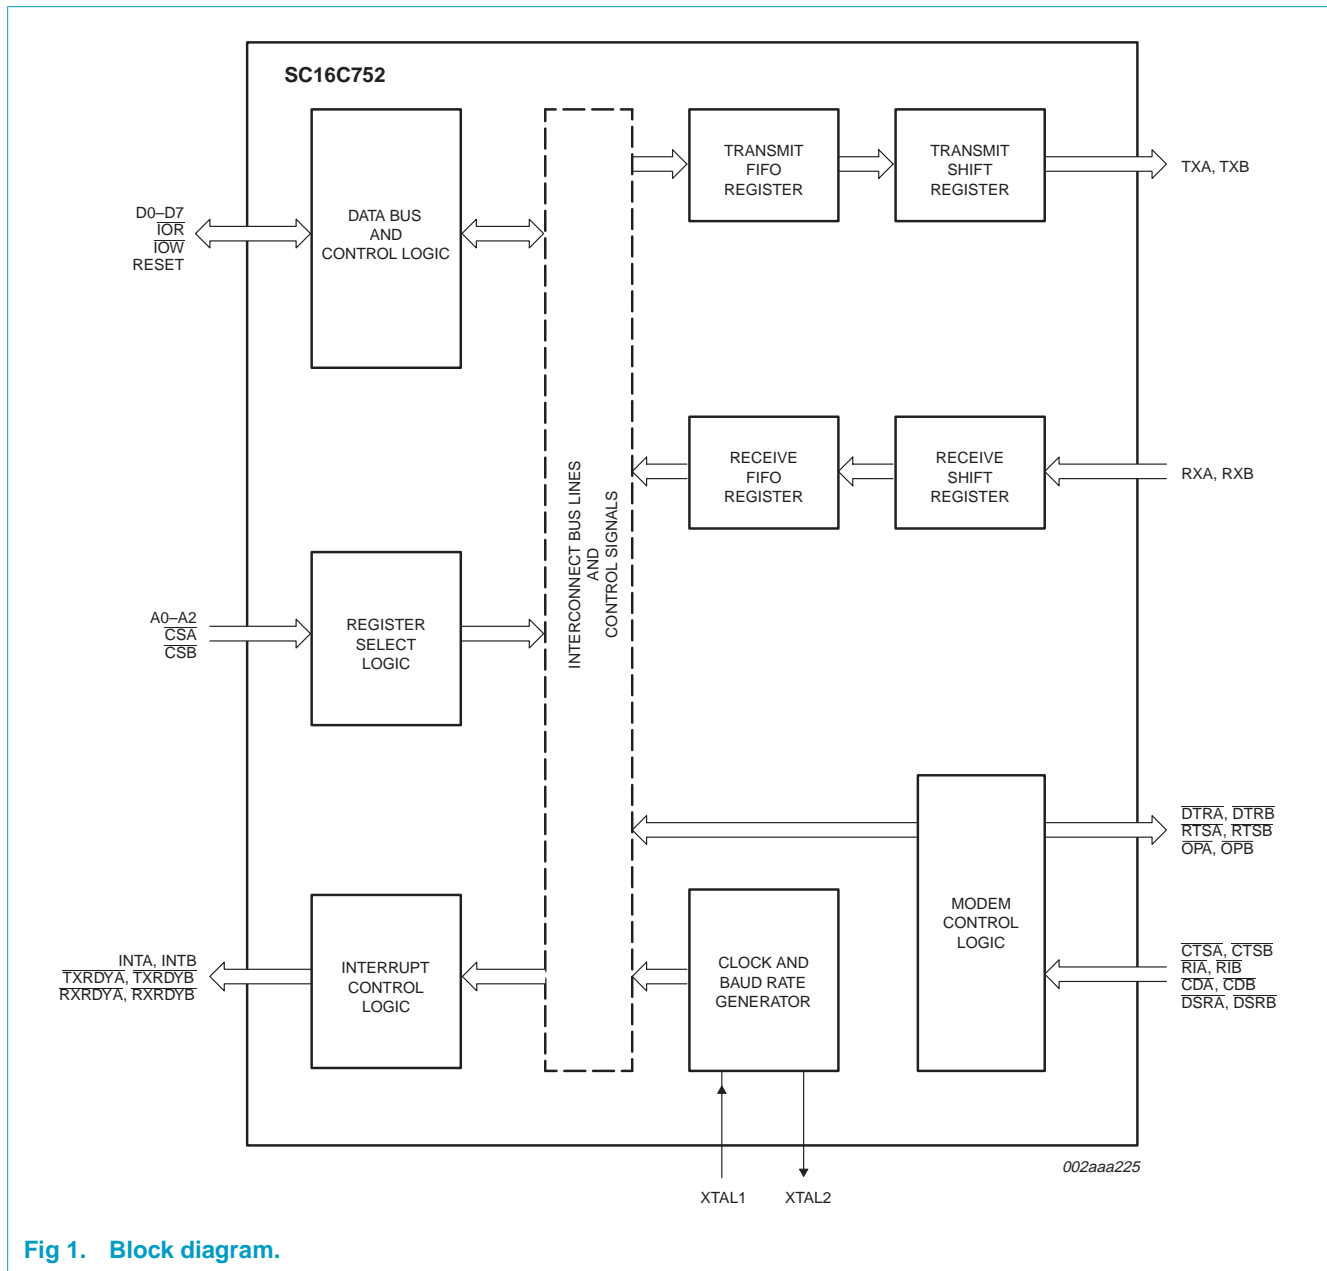 SC16C752
D0–D7
IOR
IOW
RESET
DATA BUS
AND
CONTROL LOGIC
TRANSMIT
FIFO
REGISTER
TRANSMIT
SHIFT
REGISTER
TXA, TXB
INTERCONNECT BUS LINES
AND
CONTROL SIGNALS
RECEIVE
FIFO
REGISTER
RECEIVE
SHIFT
REGISTER
RXA, RXB
A0–A2
CSA
CSB
REGISTER
SELECT
LOGIC
DTRA, DTRB
RTSA, RTSB
OPA, OPB
MODEM
CONTROL
LOGIC
INTA, INTB
TXRDYA, TXRDYB
RXRDYA, RXRDYB
INTERRUPT
CONTROL
LOGIC
CLOCK AND
BAUD RATE
GENERATOR
CTSA, CTSB
RIA, RIB
CDA, CDB
DSRA, DSRB
XTAL1
XTAL2
002aaa225
Fig 1. Block diagram.